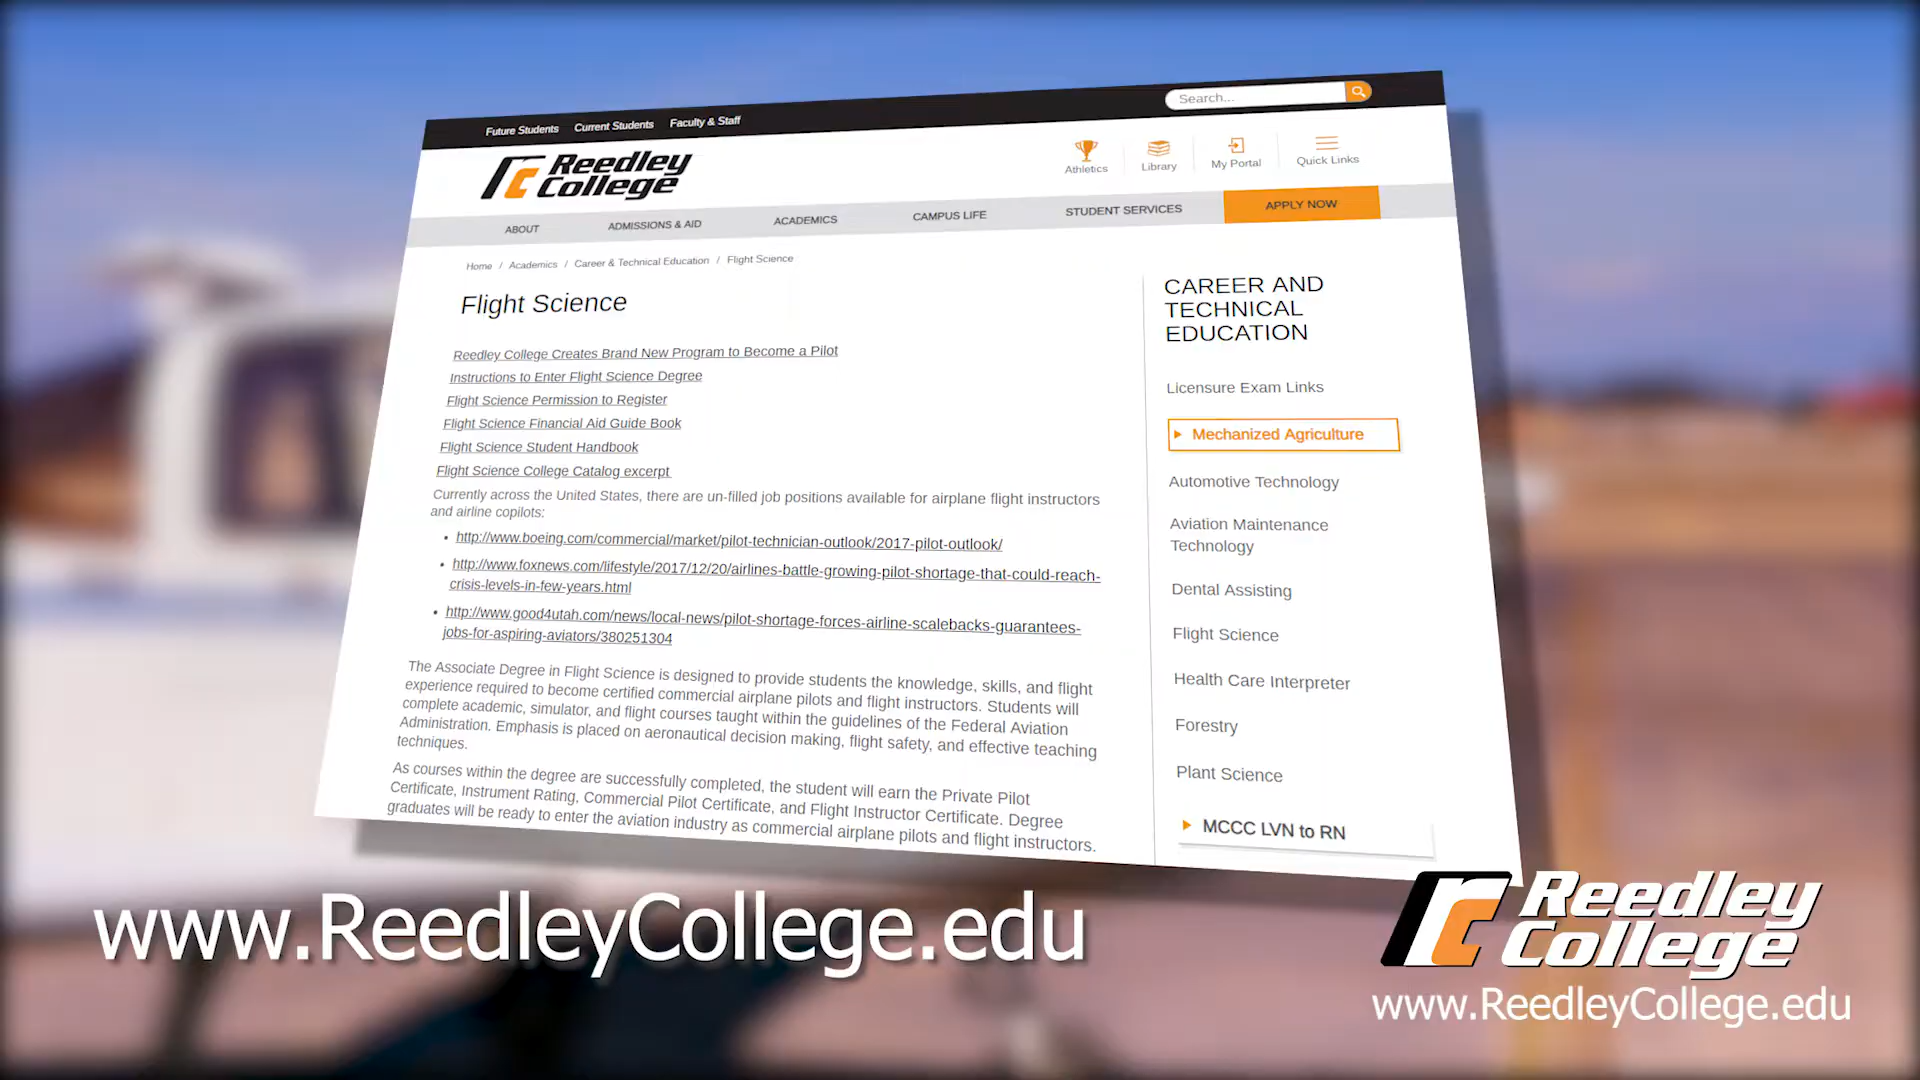 Future Students Current Students Faculty & Staff
Search...
Reedley
College
Athletics Library My Portal Quick Links
ABOUT ADMISSIONS & AID ACADEMICS CAMPUS LIFE STUDENT SERVICES APPLY NOW
Home / Academics / Career & Technical Education / Flight Science
Flight Science
Reedley College Creates Brand New Program to Become a Pilot
Instructions to Enter Flight Science Degree
Flight Science Permission to Register
Flight Science Financial Aid Guide Book
Flight Science Student Handbook
Flight Science College Catalog excerpt
Currently across the United States, there are un-filled job positions available for airplane flight instructors
and airline copilots:
• http://www.boeing.com/commercial/market/pilot-technician-outlook/2017-pilot-outlook/
• http://www.foxnews.com/lifestyle/2017/12/20/airlines-battle-growing-pilot-shortage-that-could-reach-
crisis-levels-in-few-years.html
• http://www.good4utah.com/news/local-news/pilot-shortage-forces-airline-scalebacks-guarantees-
jobs-for-aspiring-aviators/380251304
The Associate Degree in Flight Science is designed to provide students the knowledge, skills, and flight
experience required to become certified commercial airplane pilots and flight instructors. Students will
complete academic, simulator, and flight courses taught within the guidelines of the Federal Aviation
Administration. Emphasis is placed on aeronautical decision making, flight safety, and effective teaching
techniques.
As courses within the degree are successfully completed, the student will earn the Private Pilot
Certificate, Instrument Rating, Commercial Pilot Certificate, and Flight Instructor Certificate. Degree
graduates will be ready to enter the aviation industry as commercial airplane pilots and flight instructors.
CAREER AND
TECHNICAL
EDUCATION
Licensure Exam Links
Mechanized Agriculture
Automotive Technology
Aviation Maintenance
Technology
Dental Assisting
Flight Science
Health Care Interpreter
Forestry
Plant Science
MCCC LVN to RN
www.ReedleyCollege.edu
Reedley
College
www.ReedleyCollege.edu